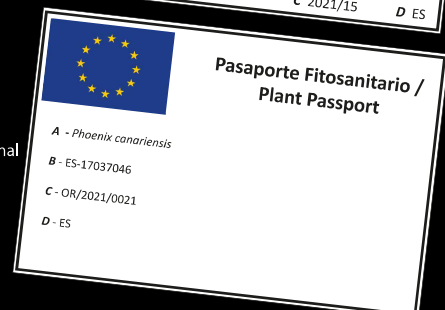 C 2021/15
D ES
Pasaporte Fitosanitario /
Plant Passport
A - Phoenix canariensis
B - ES-17037046
C - OR/2021/0021
D - ES